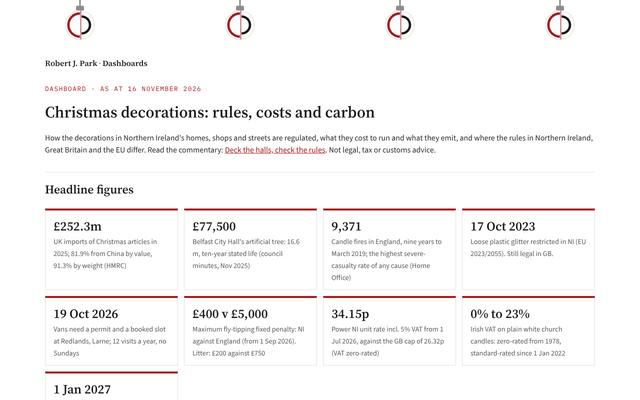 Robert J. Park · Dashboards
DASHBOARD · AS AT 16 NOVEMBER 2026
Christmas decorations: rules, costs and carbon
How the decorations in Northern Ireland's homes, shops and streets are regulated, what they cost to run and what they emit, and where the rules in Northern Ireland,
Great Britain and the EU differ. Read the commentary: Deck the halls, check the rules. Not legal, tax or customs advice.
Headline figures
£252.3m
UK imports of Christmas articles in
2025; 81.9% from China by value,
91.3% by weight (HMRC)
£77,500
Belfast City Hall's artificial tree: 16.6
m, ten-year stated life (council
minutes, Nov 2025)
9,371
Candle fires in England, nine years to
March 2019; the highest severe-
casualty rate of any cause (Home
Office)
17 Oct 2023
Loose plastic glitter restricted in NI (EU
2023/2055). Still legal in GB.
19 Oct 2026
Vans need a permit and a booked slot
at Redlands, Larne; 12 visits a year, no
Sundays
£400 v £5,000
Maximum fly-tipping fixed penalty: NI
against England (from 1 Sep 2026).
Litter: £200 against £750
34.15p
Power NI unit rate incl. 5% VAT from 1
Jul 2026, against the GB cap of 26.32p
(VAT zero-rated)
0% to 23%
Irish VAT on plain white church
candles: zero-rated from 1978,
standard-rated since 1 Jan 2022
1 Jan 2027